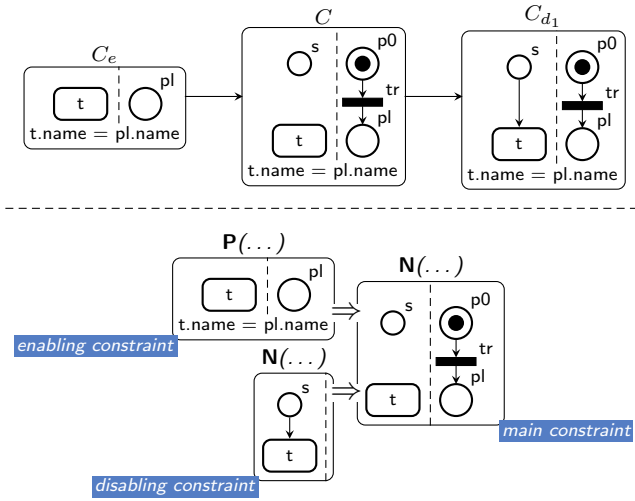 C_e
t
pl
t.name = pl.name
C
s
p0
tr
pl
t
t.name = pl.name
C_{d_1}
s
p0
tr
pl
t
t.name = pl.name
P(...)
t
pl
t.name = pl.name
enabling constraint
N(...)
s
t
disabling constraint
N(...)
s
p0
tr
pl
t
main constraint